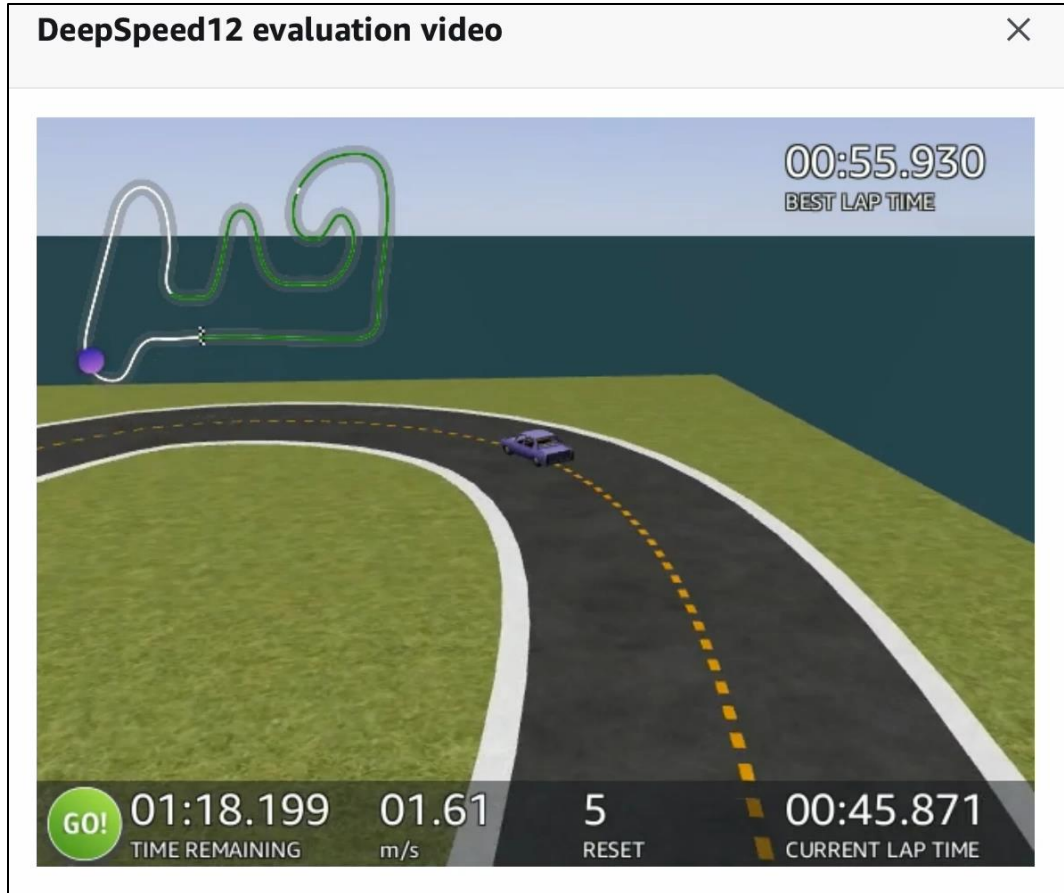 DeepSpeed12 evaluation video
00:55.930
BEST LAP TIME
GO!
01:18.199
TIME REMAINING
01.61
m/s
5
RESET
00:45.871
CURRENT LAP TIME